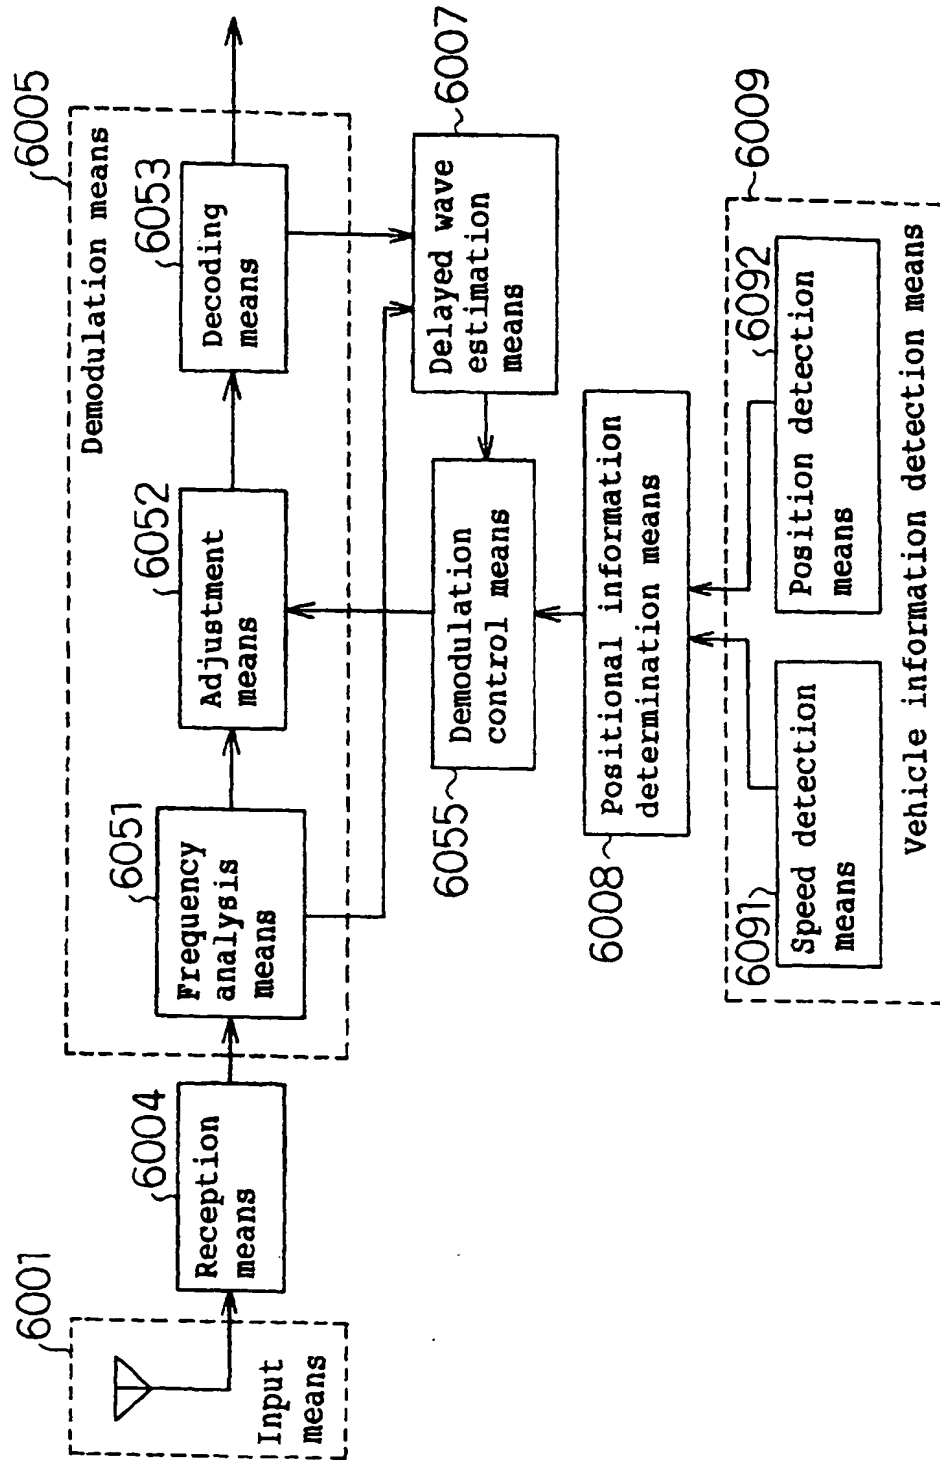 6001
Input
means
6004
Reception
means
6005
Demodulation means
6051
Frequency
analysis
means
6052
Adjustment
means
6053
Decoding
means
6007
Delayed wave
estimation
means
6055
Demodulation
control means
6008
Positional information
determination means
6009
6091
Speed detection
means
6092
Position detection
means
Vehicle information detection means